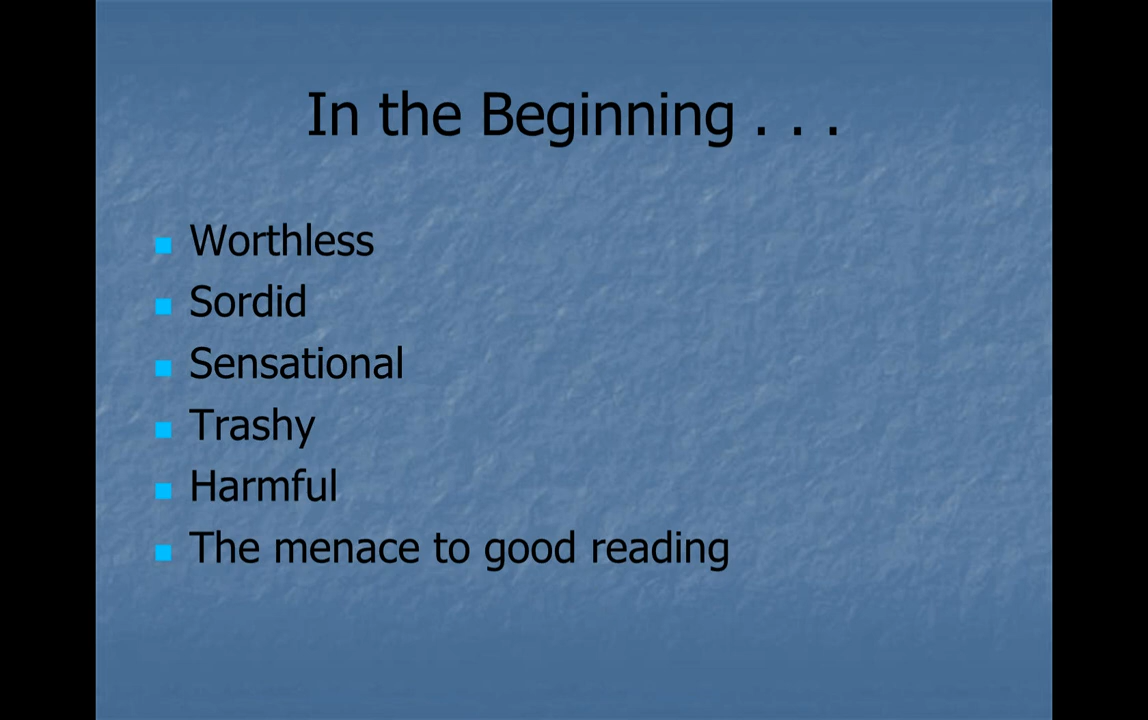 In the Beginning . . .
Worthless
Sordid
Sensational
Trashy
Harmful
The menace to good reading